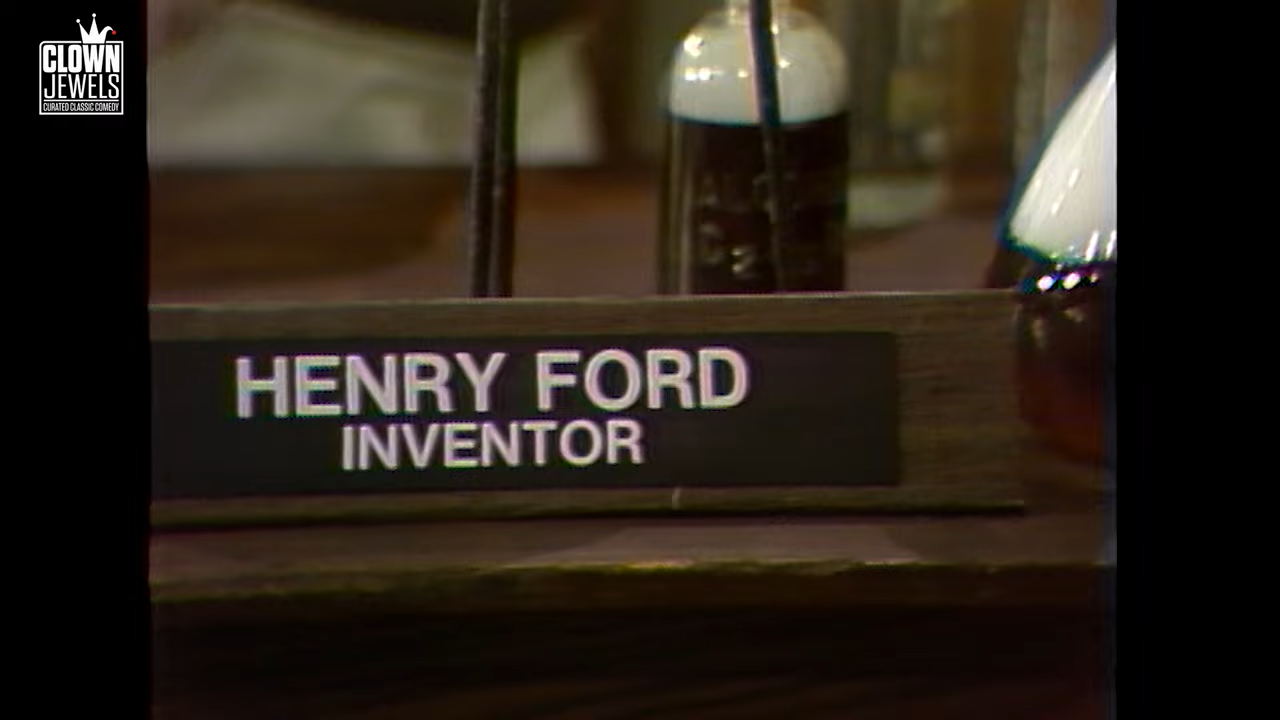 CLOWN
JEWELS
CURATED CLASSIC COMEDY
HENRY FORD
INVENTOR